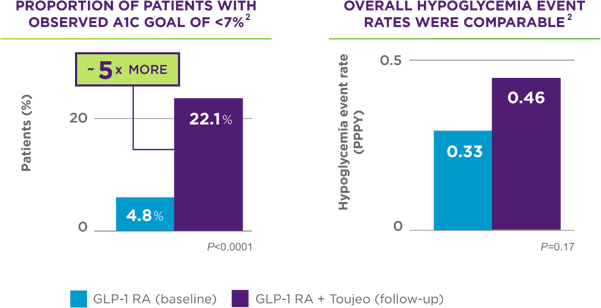 PROPORTION OF PATIENTS WITH
OBSERVED A1C GOAL OF <7%²
~ 5x MORE
Patients (%)
20
0
4.8%
22.1%
P<0.0001
OVERALL HYPOGLYCEMIA EVENT
RATES WERE COMPARABLE²
Hypoglycemia event rate
(PPPY)
0.5
0
0.33
0.46
P=0.17
GLP-1 RA (baseline)
GLP-1 RA + Toujeo (follow-up)